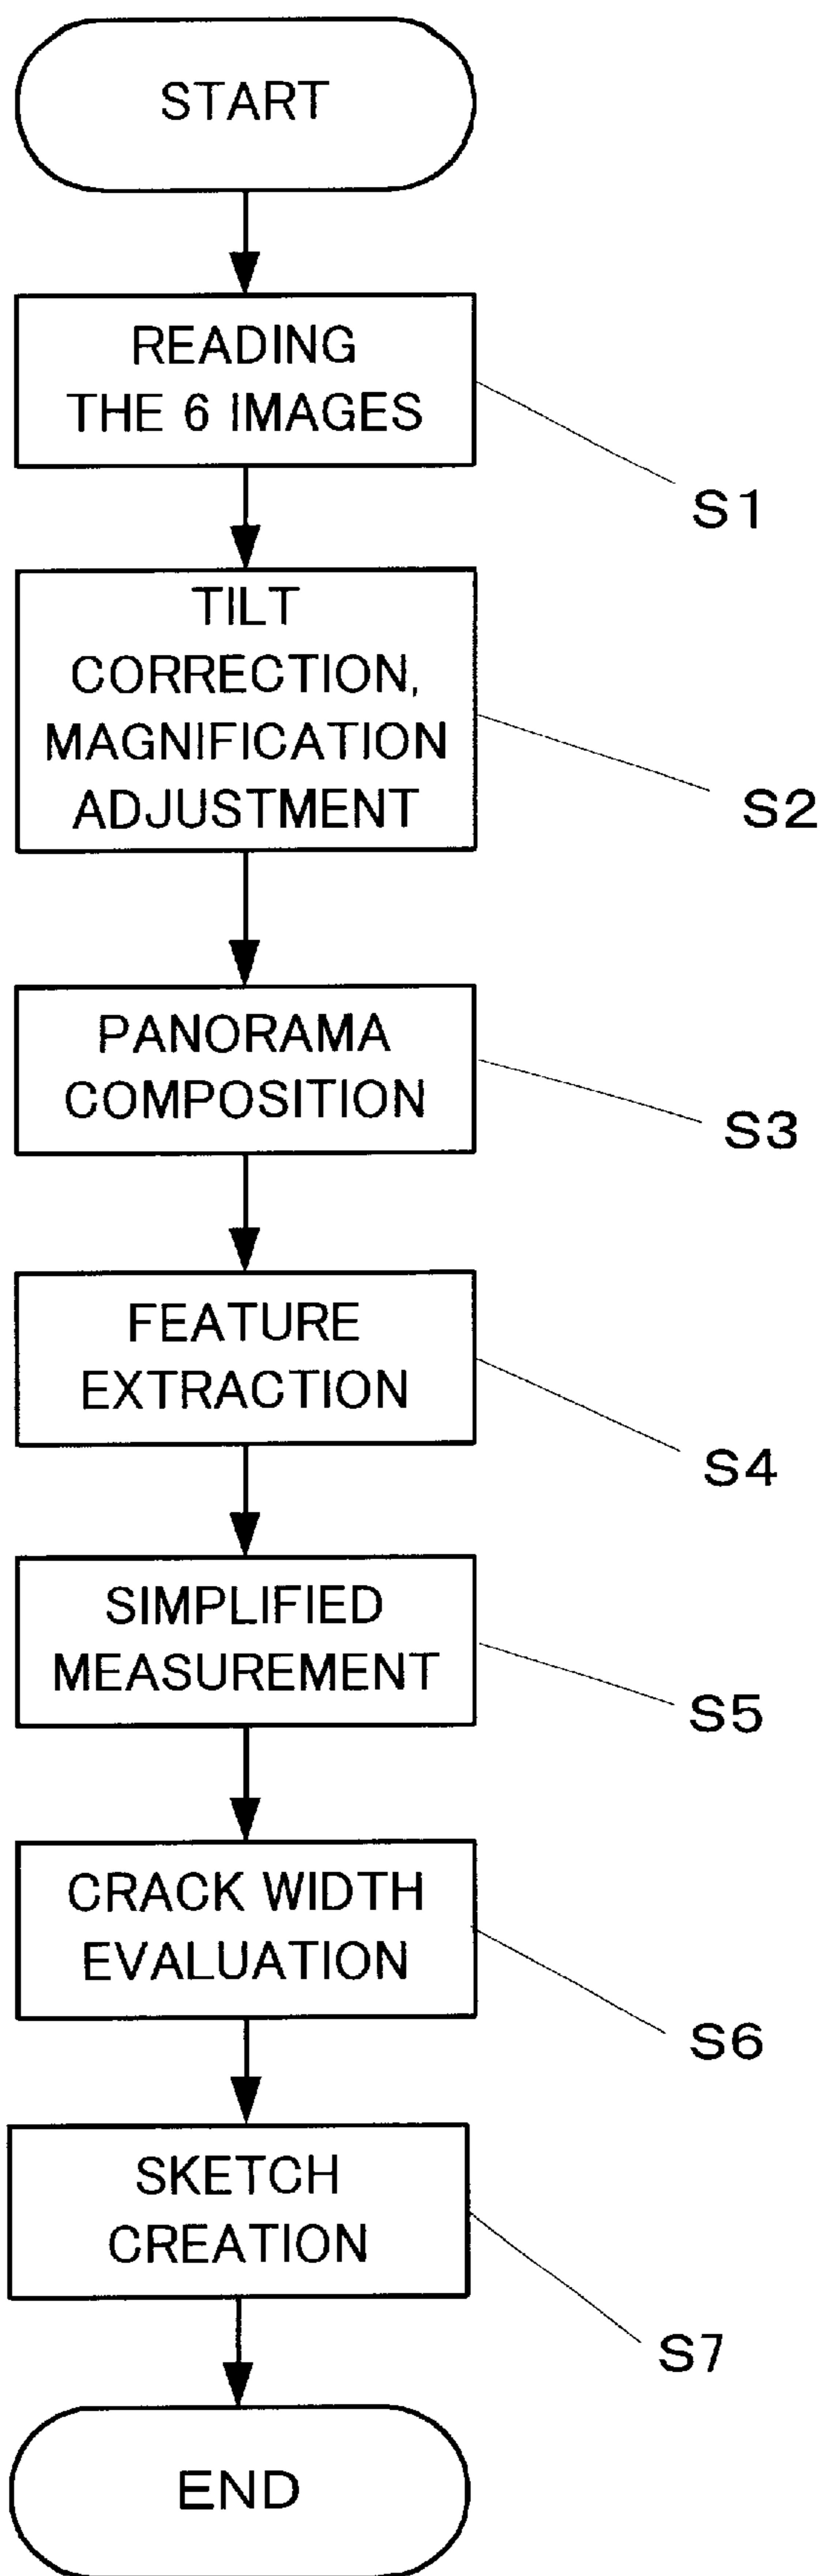 START
READING
THE 6 IMAGES
S1
TILT
CORRECTION,
MAGNIFICATION
ADJUSTMENT
S2
PANORAMA
COMPOSITION
S3
FEATURE
EXTRACTION
S4
SIMPLIFIED
MEASUREMENT
S5
CRACK WIDTH
EVALUATION
S6
SKETCH
CREATION
S7
END